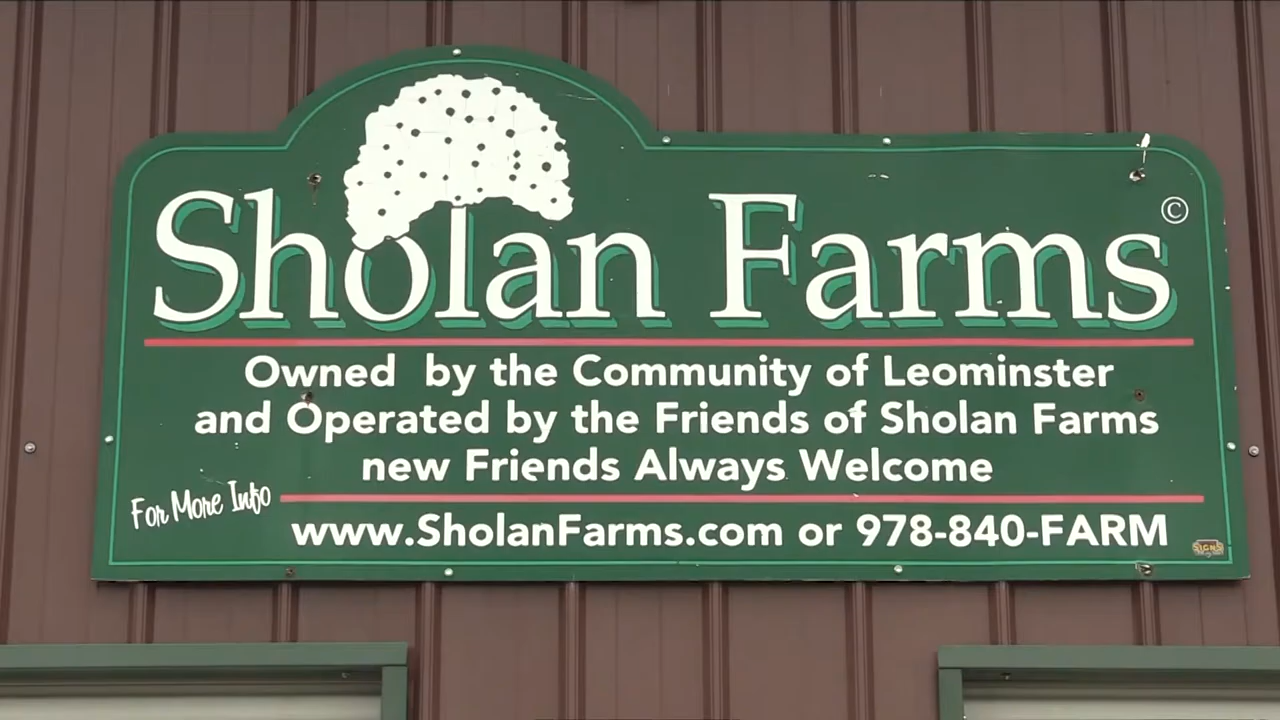 Sholan Farms ©
Owned by the Community of Leominster
and Operated by the Friends of Sholan Farms
new Friends Always Welcome
For More Info
www.SholanFarms.com or 978-840-FARM
SIGNS